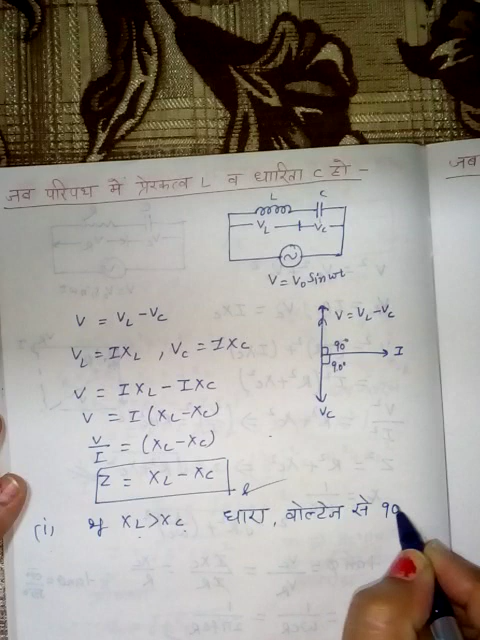 जब परिपथ में प्रेरकत्व L व धारिता C हो -
जब
L C
VL VC
V = V₀ sinωt
V = VL - VC
VL = IXL , VC = IXC
V = IXL - IXC
V = I(XL - XC)
V/I = (XL - XC)
Z = XL - XC
V = VL - VC
90°
I
90°
VC
(i) XL > XC धारा, वोल्टेज से 90